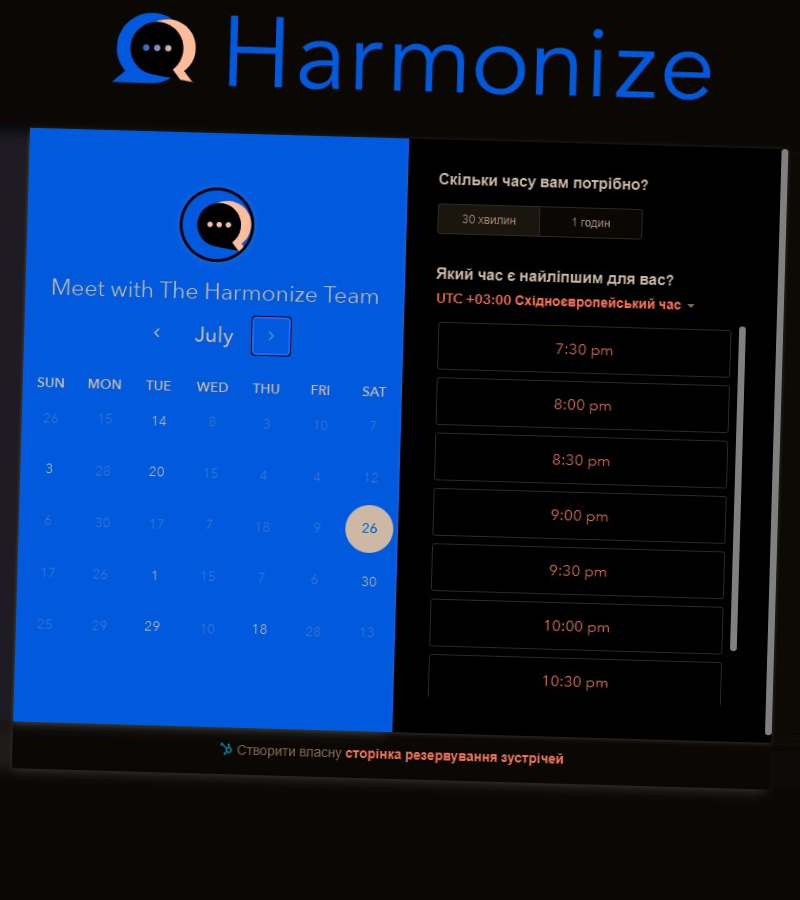 Harmonize
Meet with The Harmonize Team
July
SUN MON TUE WED THU FRI SAT
26 15 14 8 3 10 7
3 28 20 15 4 4 12
6 30 17 7 18 9 26
17 26 1 15 7 6 30
25 29 29 10 18 28 13
Скільки часу вам потрібно?
30 хвилин 1 годин
Який час є найліпшим для вас?
UTC +03:00 Східноєвропейський час
7:30 pm
8:00 pm
8:30 pm
9:00 pm
9:30 pm
10:00 pm
10:30 pm
Створити власну сторінка резервування зустрічей